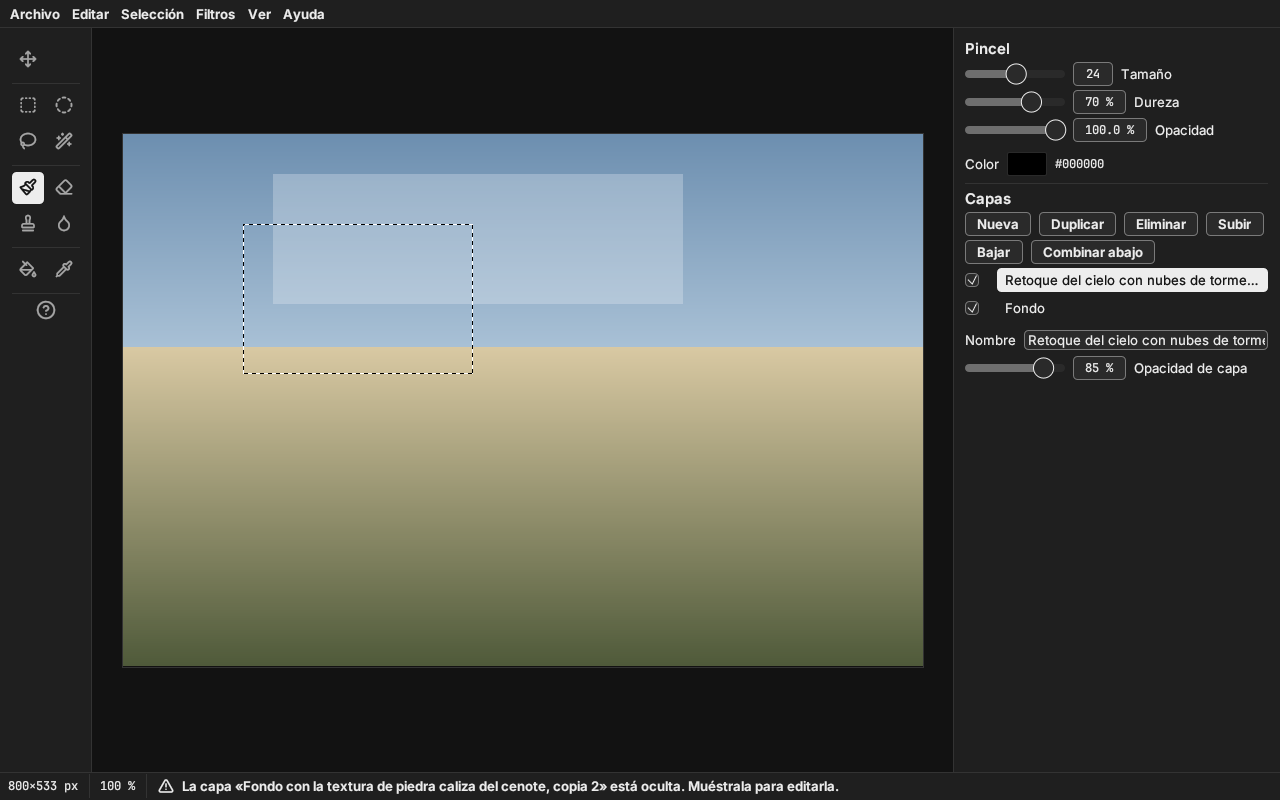 Archivo Editar Selección Filtros Ver Ayuda
Pincel
24 Tamaño
70 % Dureza
100.0 % Opacidad
Color #000000
Capas
Nueva Duplicar Eliminar Subir
Bajar Combinar abajo
Retoque del cielo con nubes de torme...
Fondo
Nombre Retoque del cielo con nubes de torme
85 % Opacidad de capa
800×533 px 100 % La capa «Fondo con la textura de piedra caliza del cenote, copia 2» está oculta. Muéstrala para editarla.